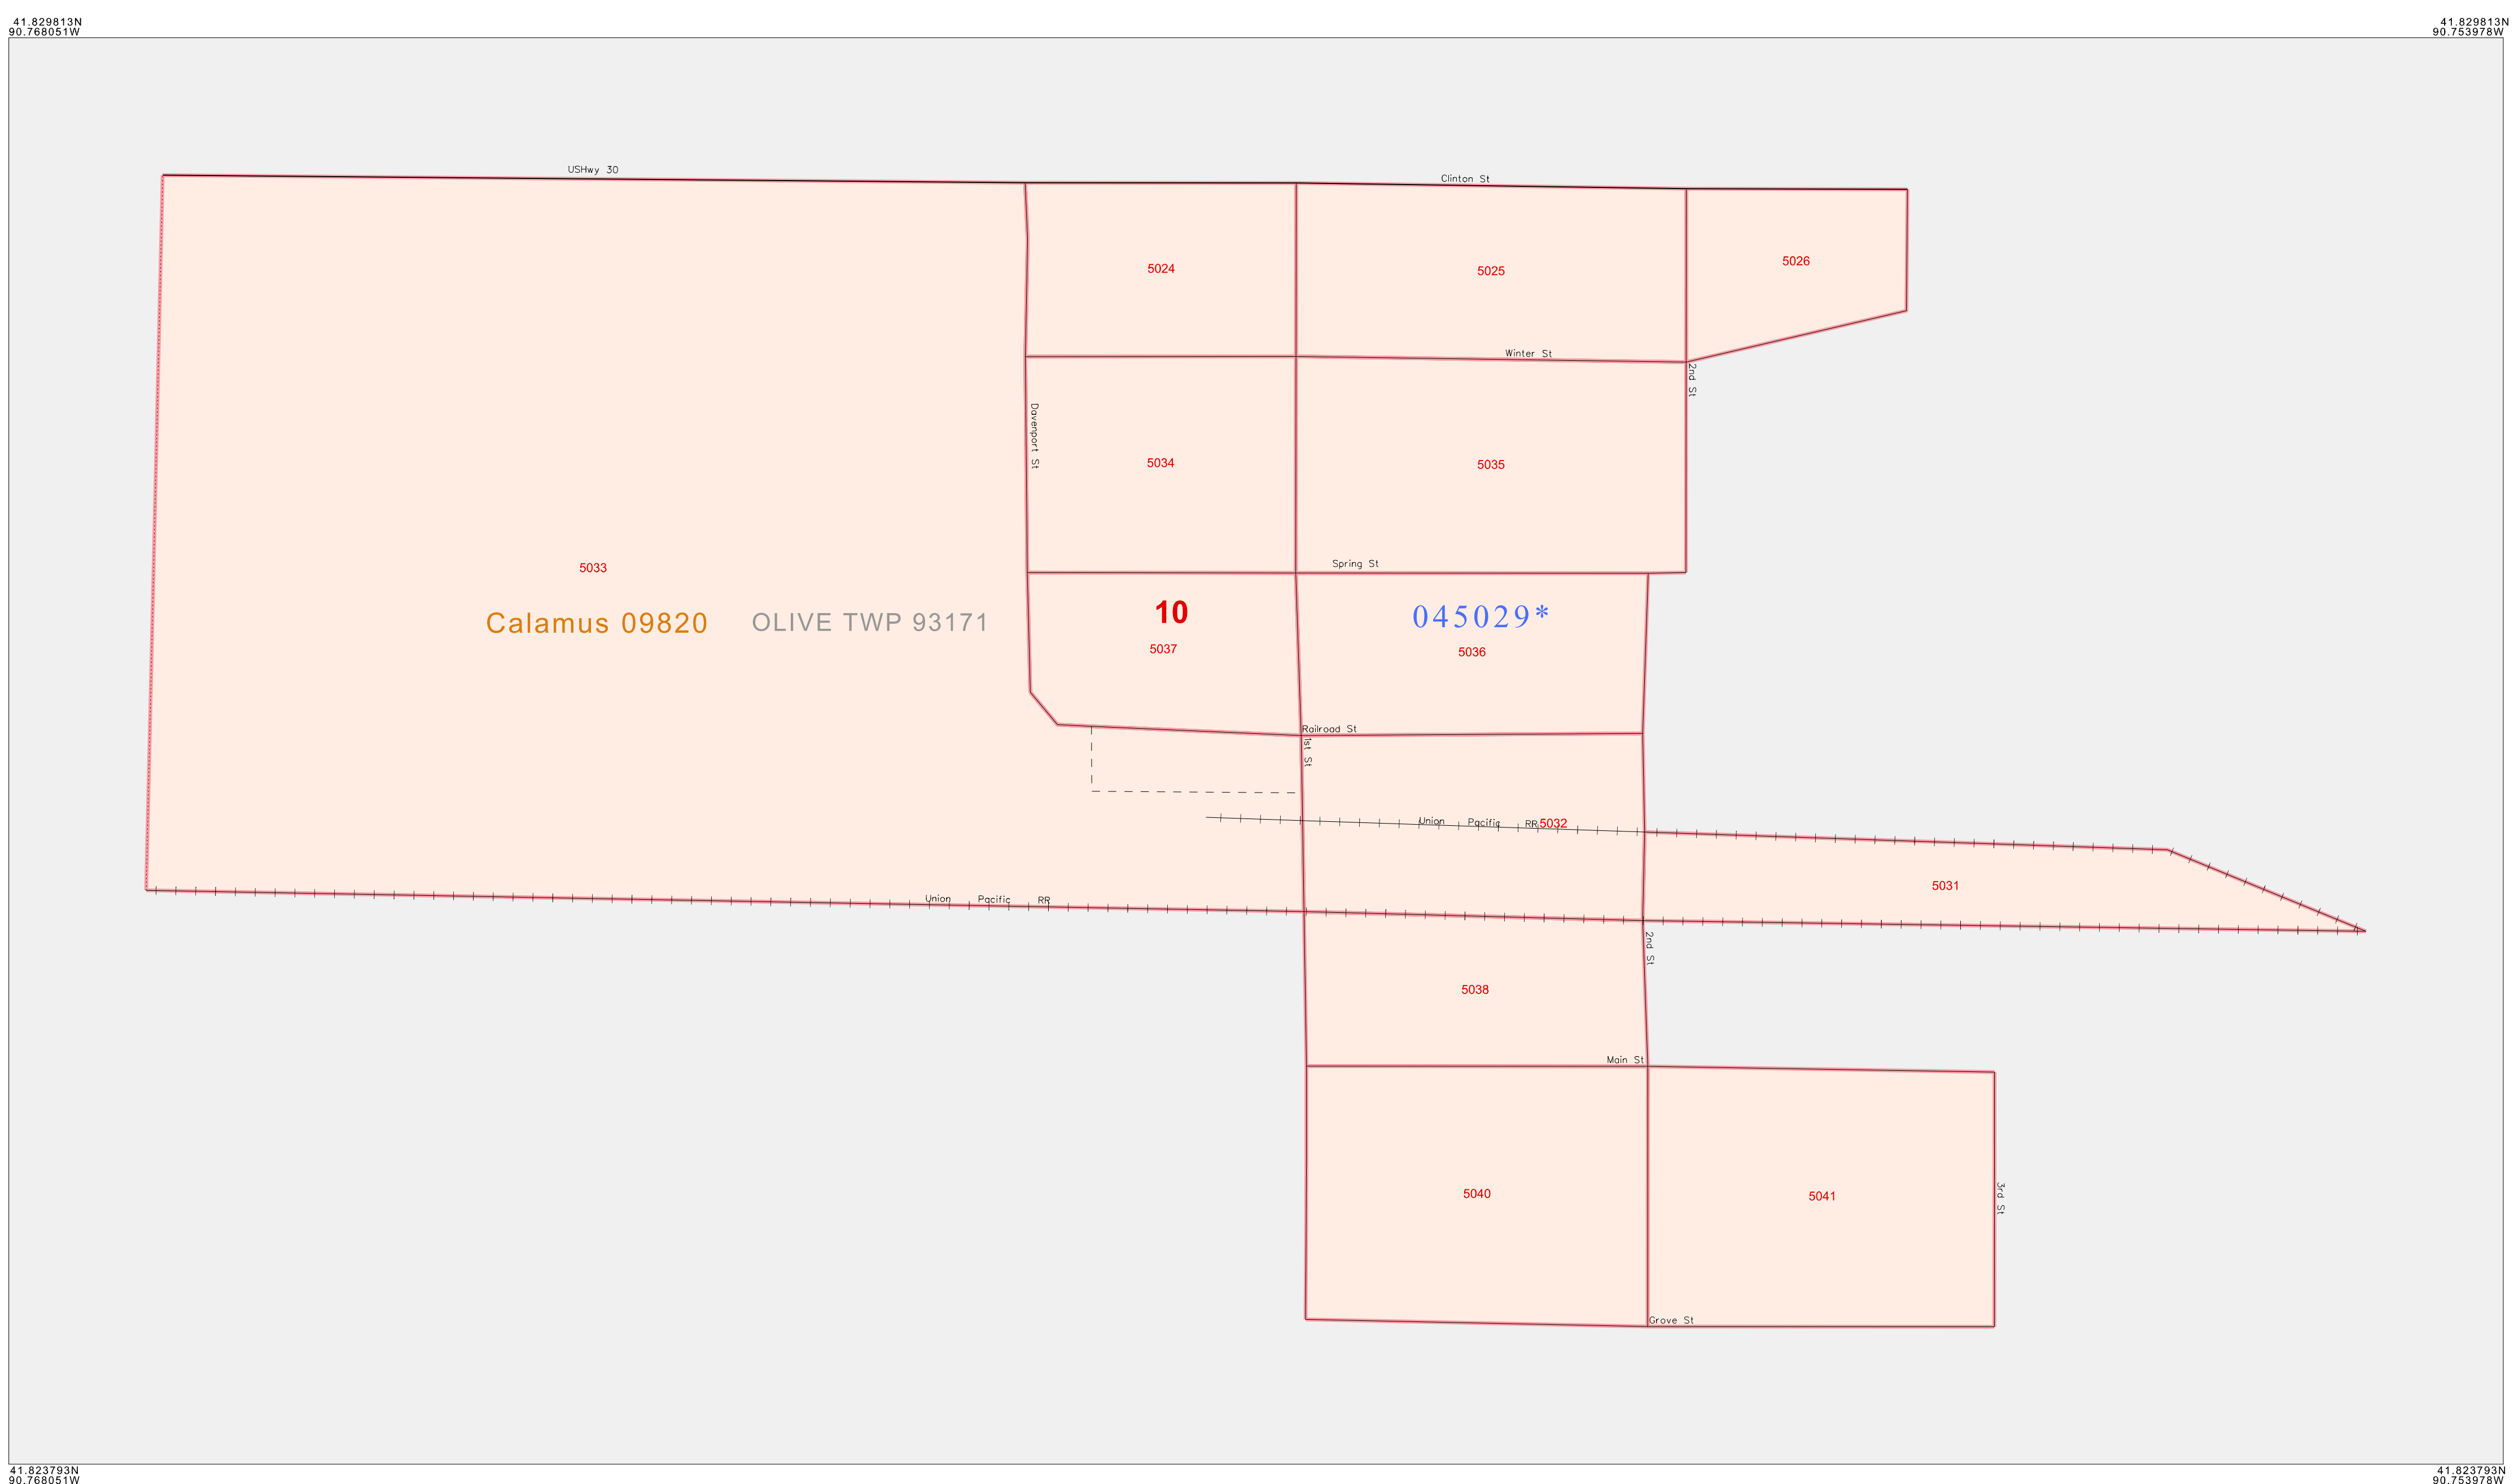 41.829813N
90.768051W
41.829813N
90.753978W
USHwy 30
Clinton St
5024
5025
5026
Winter St
2nd St
Davenport St
5034
5035
5033
Spring St
Calamus 09820
OLIVE TWP 93171
10
045029*
5037
5036
Railroad St
1st St
Union Pacific RR
5032
5031
Union Pacific RR
2nd St
5038
Main St
5040
5041
3rd St
Grove St
41.823793N
90.768051W
41.823793N
90.753978W